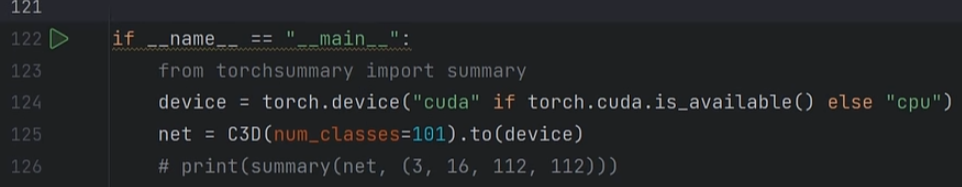 121
122 if __name__ == "__main__":
123 from torchsummary import summary
124 device = torch.device("cuda" if torch.cuda.is_available() else "cpu")
125 net = C3D(num_classes=101).to(device)
126 # print(summary(net, (3, 16, 112, 112)))